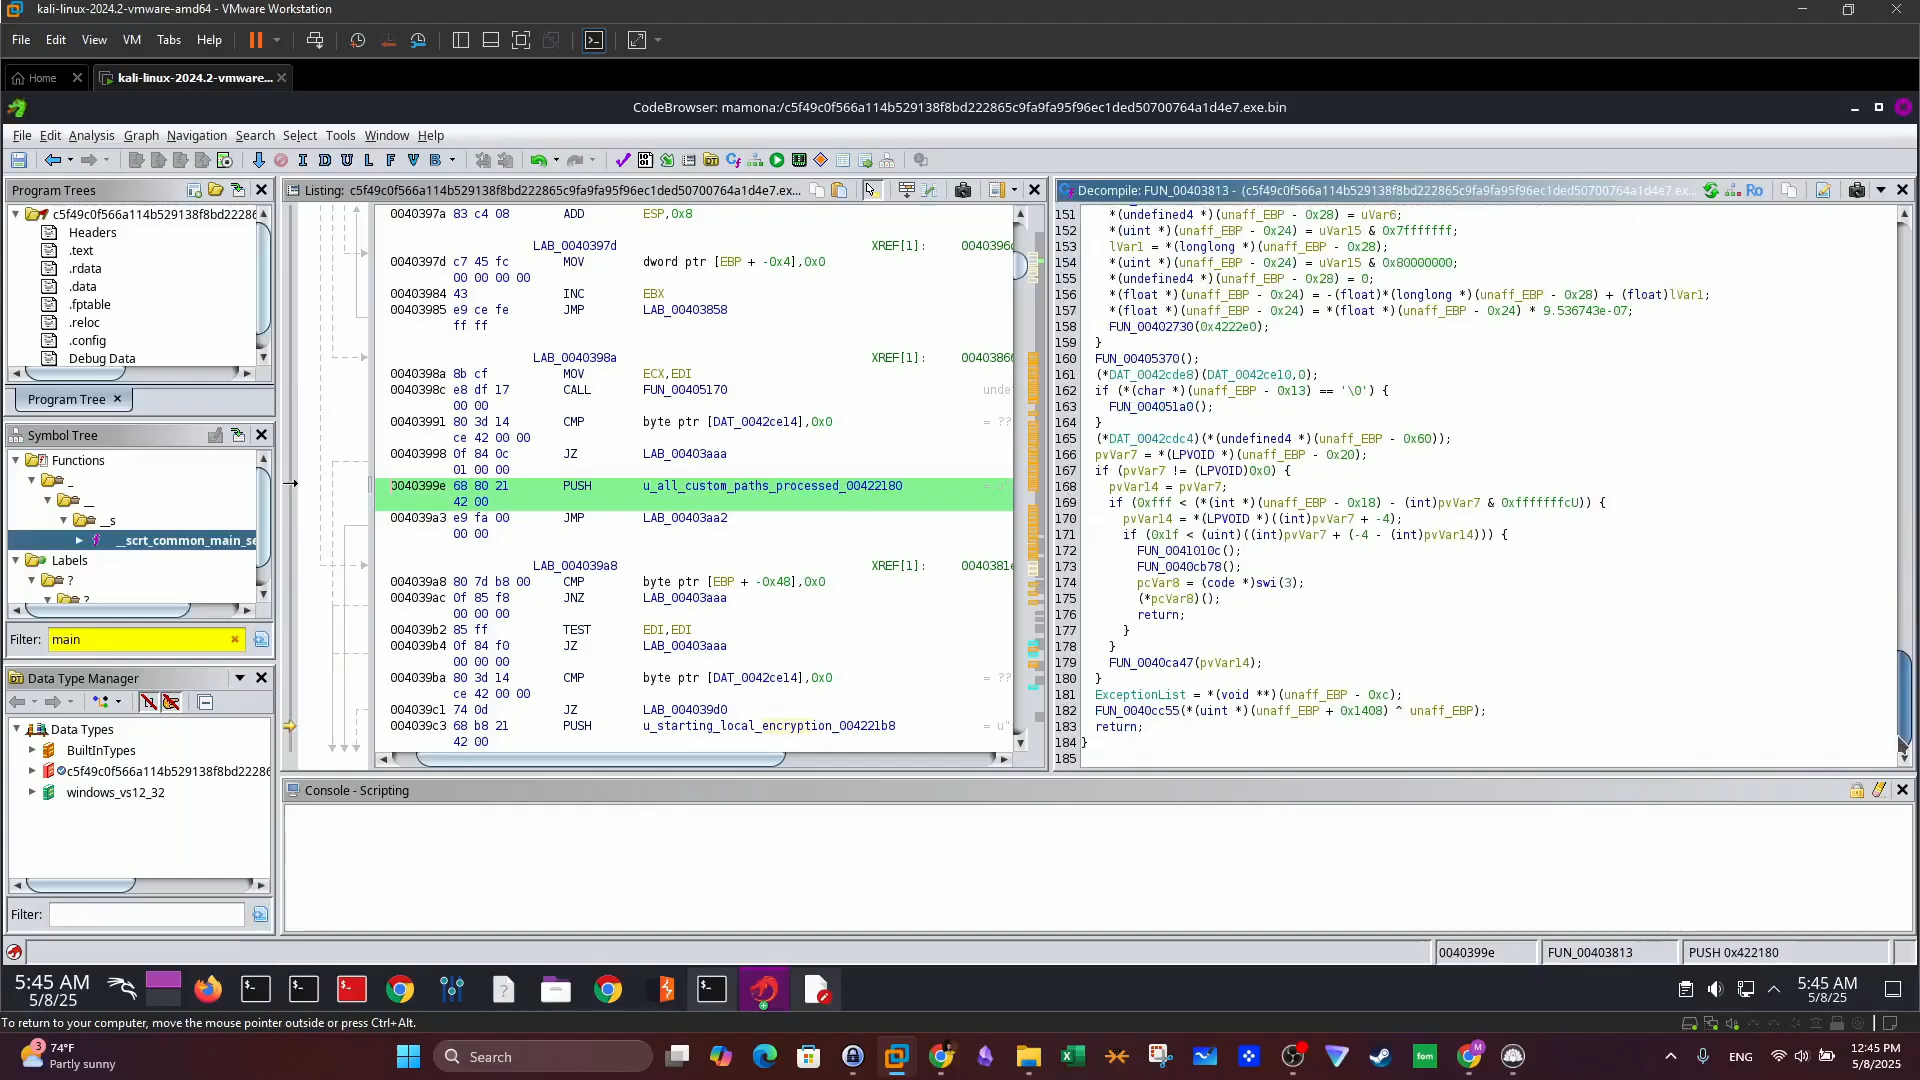 kali-linux-2024.2-vmware-amd64 - VMware Workstation
File Edit View VM Tabs Help
Home kali-linux-2024.2-vmware...
CodeBrowser: mamona:/c5f49c0f566a114b529138f8bd222865c9fa9fa95f96ec1ded50700764a1d4e7.exe.bin
File Edit Analysis Graph Navigation Search Select Tools Window Help
I D U L F V B
Program Trees
c5f49c0f566a114b529138f8bd22286
Headers
.text
.rdata
.data
.fptable
.reloc
.config
Debug Data
Program Tree
Symbol Tree
Functions
_
__
__s
__scrt_common_main_se
Labels
?
?
Filter: main
Data Type Manager
Data Types
BuiltInTypes
c5f49c0f566a114b529138f8bd22286
windows_vs12_32
Filter:
Listing: c5f49c0f566a114b529138f8bd222865c9fa9fa95f96ec1ded50700764a1d4e7.ex...
0040397a 83 c4 08 ADD ESP,0x8
LAB_0040397d XREF[1]: 0040396
0040397d c7 45 fc MOV dword ptr [EBP + -0x4],0x0
00 00 00 00
00403984 43 INC EBX
00403985 e9 ce fe JMP LAB_00403858
ff ff
LAB_0040398a XREF[1]: 0040386
0040398a 8b cf MOV ECX,EDI
0040398c e8 df 17 CALL FUN_00405170 unde
00 00
00403991 80 3d 14 CMP byte ptr [DAT_0042ce14],0x0 = ??
ce 42 00 00
00403998 0f 84 0c JZ LAB_00403aaa
01 00 00
0040399e 68 80 21 PUSH u_all_custom_paths_processed_00422180 = u"
42 00
004039a3 e9 fa 00 JMP LAB_00403aa2
00 00
LAB_004039a8 XREF[1]: 0040381e
004039a8 80 7d b8 00 CMP byte ptr [EBP + -0x48],0x0
004039ac 0f 85 f8 JNZ LAB_00403aaa
00 00 00
004039b2 85 ff TEST EDI,EDI
004039b4 0f 84 f0 JZ LAB_00403aaa
00 00 00
004039ba 80 3d 14 CMP byte ptr [DAT_0042ce14],0x0 = ??
ce 42 00 00
004039c1 74 0d JZ LAB_004039d0
004039c3 68 b8 21 PUSH u_starting_local_encryption_004221b8 = u"
42 00
Decompile: FUN_00403813 - (c5f49c0f566a114b529138f8bd222865c9fa9fa95f96ec1ded50700764a1d4e7.ex...
Ro
151 *(undefined4 *)(unaff_EBP - 0x28) = uVar6;
152 *(uint *)(unaff_EBP - 0x24) = uVar15 & 0x7fffffff;
153 lVar1 = *(longlong *)(unaff_EBP - 0x28);
154 *(uint *)(unaff_EBP - 0x24) = uVar15 & 0x80000000;
155 *(undefined4 *)(unaff_EBP - 0x28) = 0;
156 *(float *)(unaff_EBP - 0x24) = -(float)*(longlong *)(unaff_EBP - 0x28) + (float)lVar1;
157 *(float *)(unaff_EBP - 0x24) = *(float *)(unaff_EBP - 0x24) * 9.536743e-07;
158 FUN_00402730(0x4222e0);
159 }
160 FUN_00405370();
161 (*DAT_0042cde8)(DAT_0042ce10,0);
162 if (*(char *)(unaff_EBP - 0x13) == '\0') {
163 FUN_004051a0();
164 }
165 (*DAT_0042cdc4)(*(undefined4 *)(unaff_EBP - 0x60));
166 pvVar7 = *(LPVOID *)(unaff_EBP - 0x20);
167 if (pvVar7 != (LPVOID)0x0) {
168 pvVar14 = pvVar7;
169 if (0xfff < (*(int *)(unaff_EBP - 0x18) - (int)pvVar7 & 0xfffffffcU)) {
170 pvVar14 = *(LPVOID *)((int)pvVar7 + -4);
171 if (0x1f < (uint)((int)pvVar7 + (-4 - (int)pvVar14))) {
172 FUN_0041010c();
173 FUN_0040cb78();
174 pcVar8 = (code *)swi(3);
175 (*pcVar8)();
176 return;
177 }
178 }
179 FUN_0040ca47(pvVar14);
180 }
181 ExceptionList = *(void **)(unaff_EBP - 0xc);
182 FUN_0040cc55(*(uint *)(unaff_EBP + 0x1408) ^ unaff_EBP);
183 return;
184 }
185
Console - Scripting
0040399e FUN_00403813 PUSH 0x422180
5:45 AM
5/8/25
5:45 AM
5/8/25
To return to your computer, move the mouse pointer outside or press Ctrl+Alt.
3
74°F
Partly sunny
Search
fom
M
ENG
12:45 PM
5/8/2025